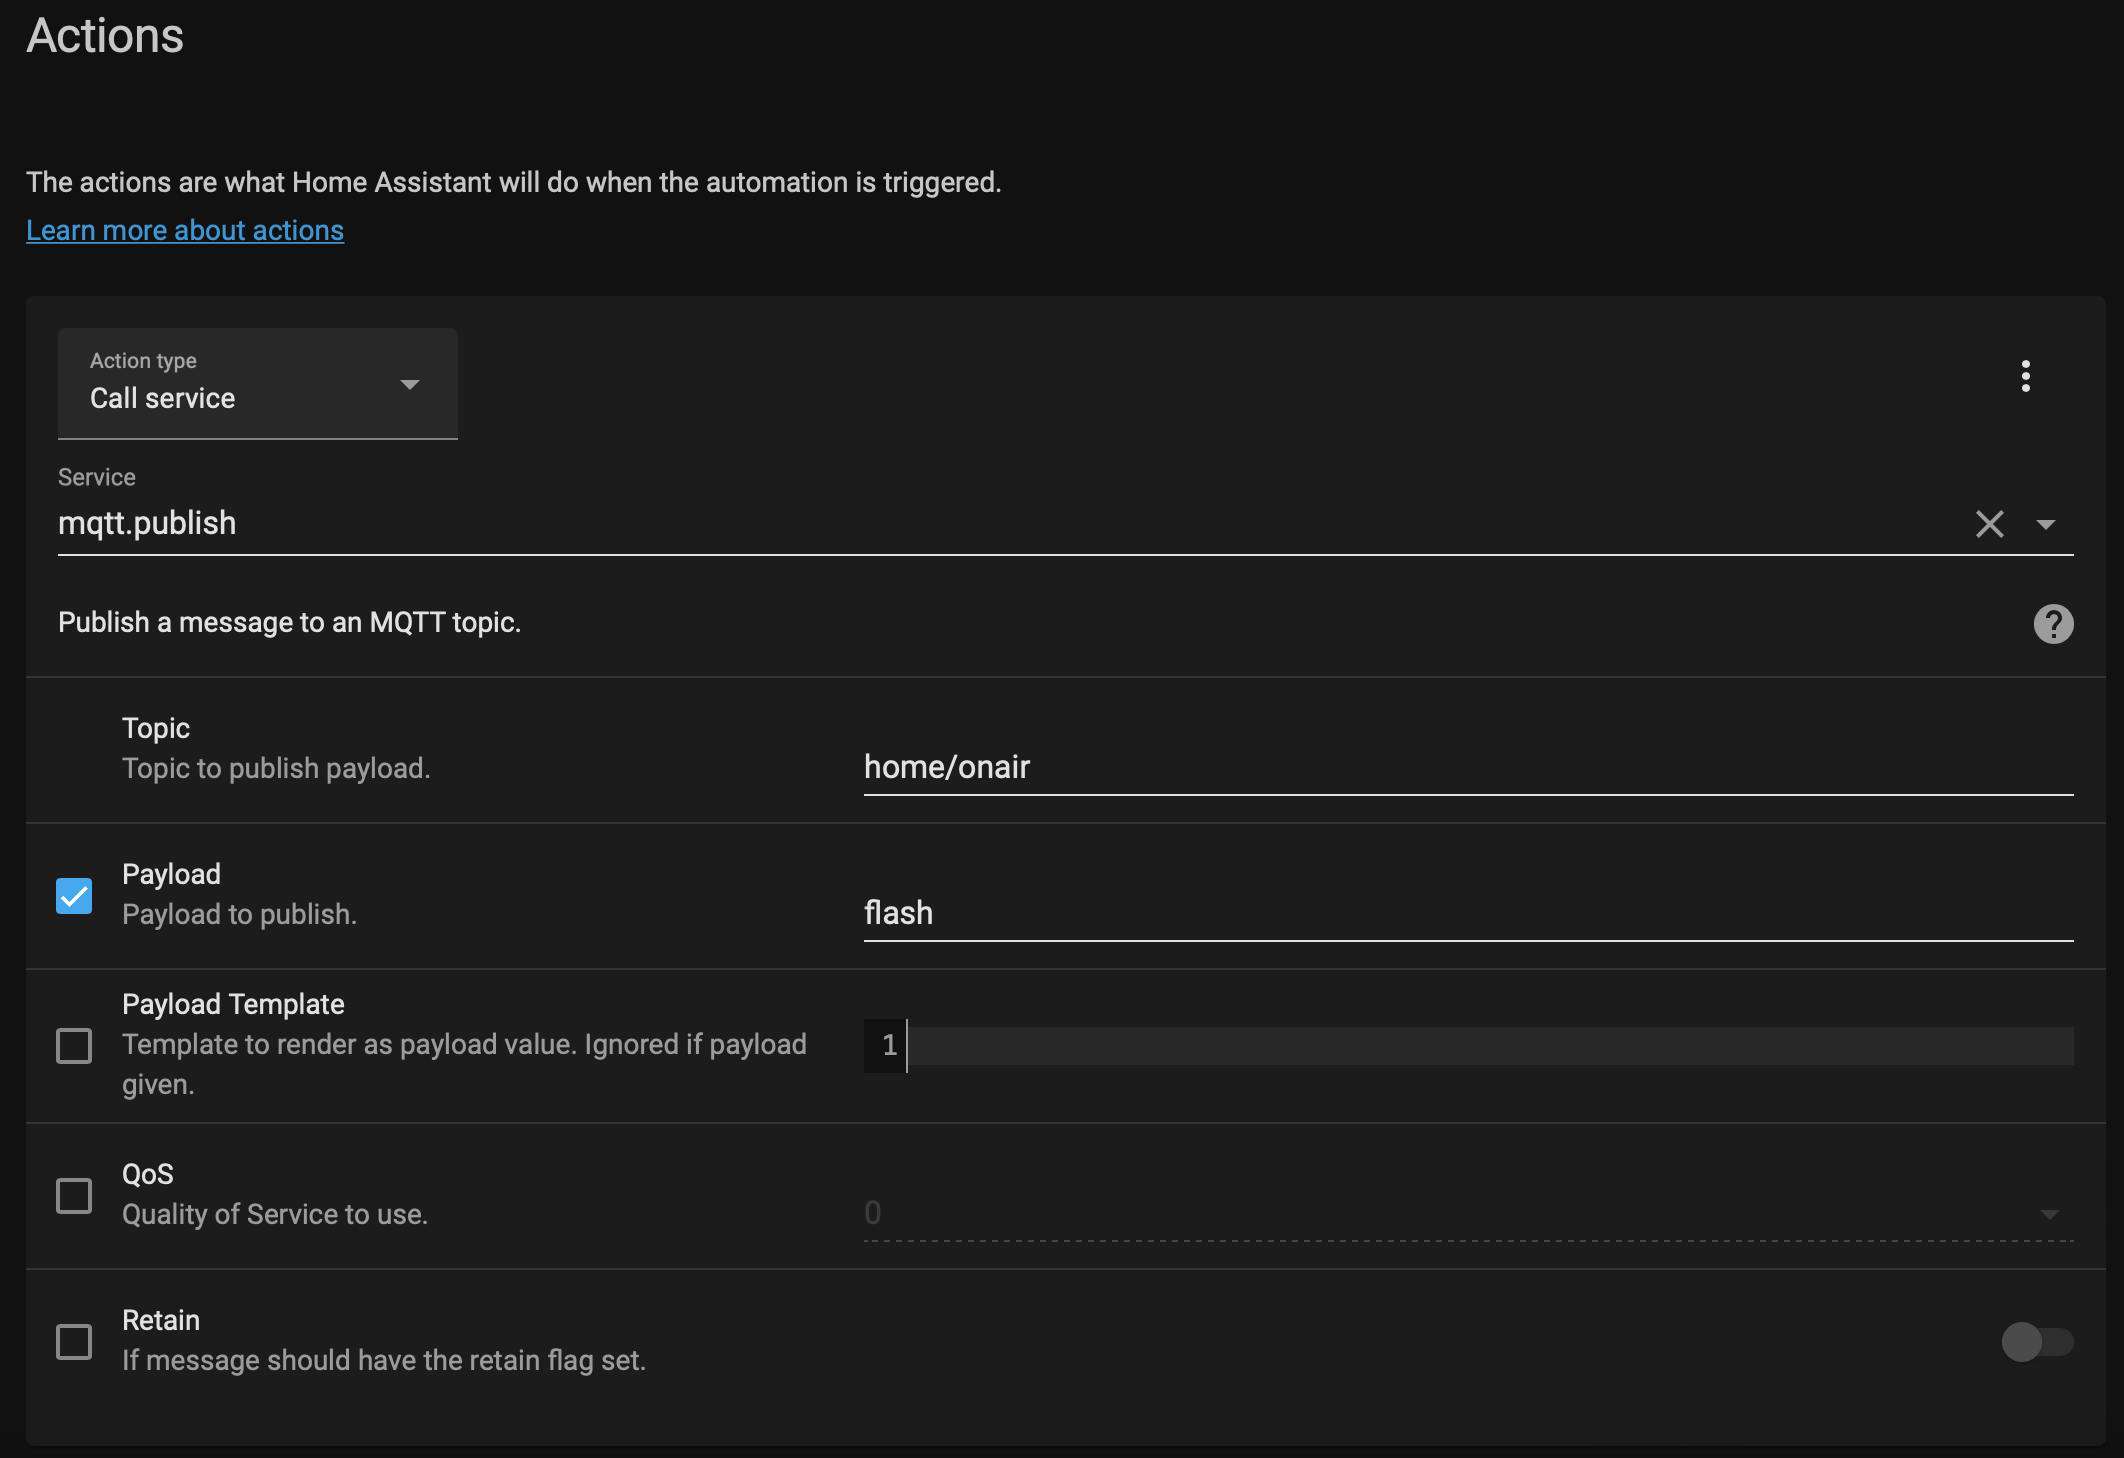 Actions
The actions are what Home Assistant will do when the automation is triggered.
Learn more about actions
Action type
Call service
Service
mqtt.publish
Publish a message to an MQTT topic.
Topic
Topic to publish payload.
home/onair
Payload
Payload to publish.
flash
Payload Template
Template to render as payload value. Ignored if payload
given.
1
QoS
Quality of Service to use.
0
Retain
If message should have the retain flag set.